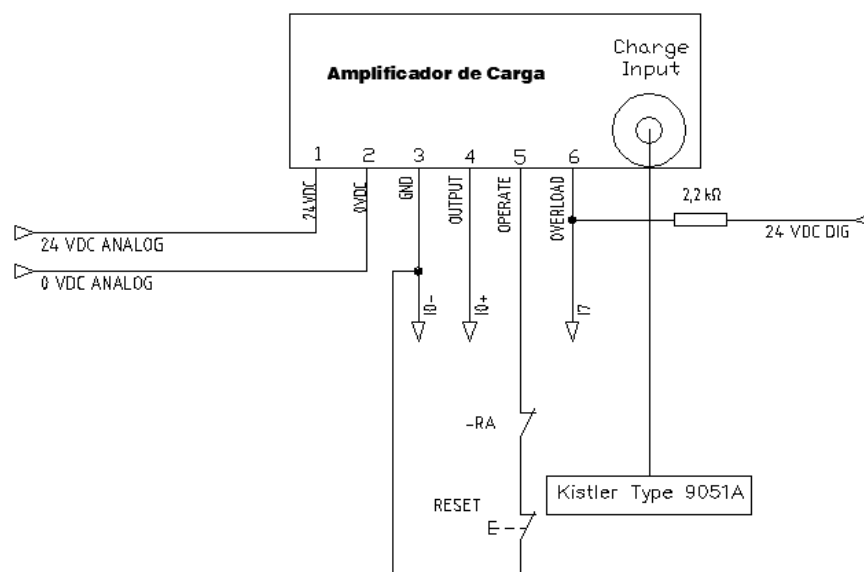 Charge
Input
Amplificador de Carga
1
2
3
4
5
6
24VDC
0VDC
GND
OUTPUT
OPERATE
OVERLOAD
2,2 kΩ
24 VDC ANALOG
24 VDC DIG
0 VDC ANALOG
I0-
I0+
I7
-RA
Kistler Type 9051A
RESET
E